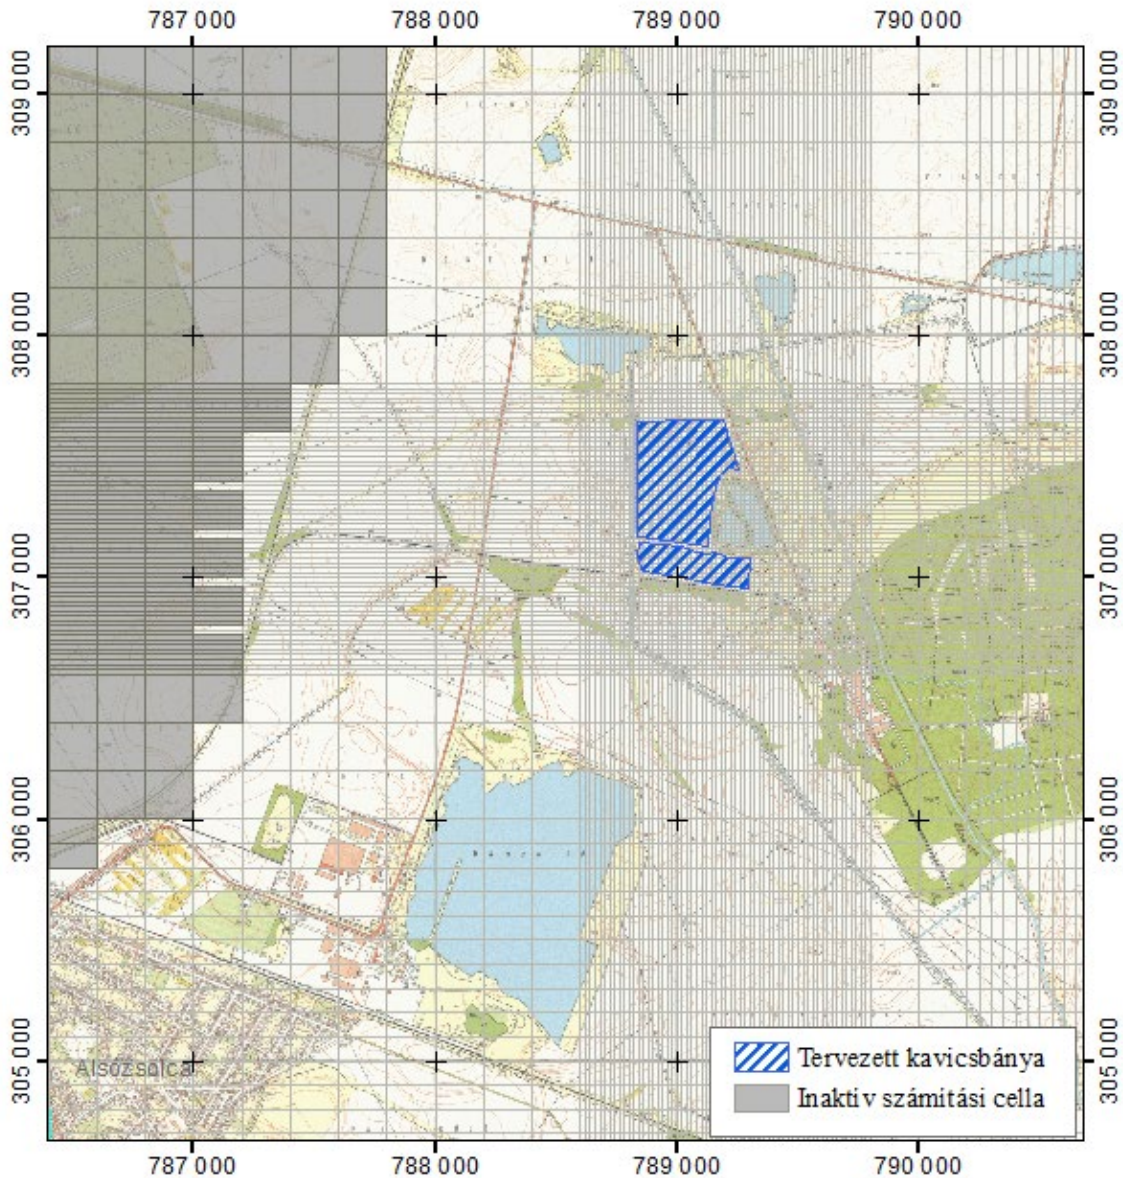 787 000 788 000 789 000 790 000
309 000 309 000
308 000 308 000
307 000 307 000
306 000 306 000
305 000 305 000
Alsózsolca
Tervezett kavicsbánya
Inaktív számítási cella
787 000 788 000 789 000 790 000